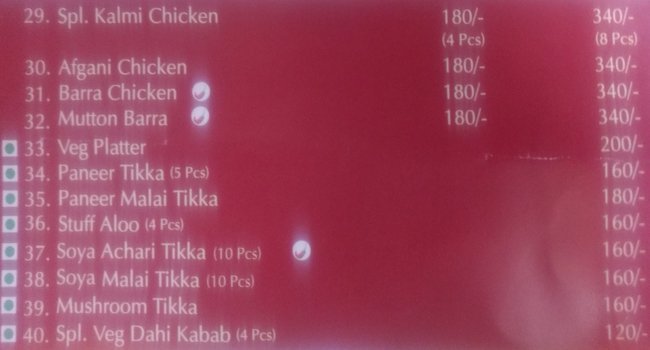 29. Spl. Kalmi Chicken 180/- 340/-
(4 Pcs) (8 Pcs)
30. Afgani Chicken 180/- 340/-
31. Barra Chicken 180/- 340/-
32. Mutton Barra 180/- 340/-
33. Veg Platter 200/-
34. Paneer Tikka (5 Pcs) 160/-
35. Paneer Malai Tikka 180/-
36. Stuff Aloo (4 Pcs) 160/-
37. Soya Achari Tikka (10 Pcs) 160/-
38. Soya Malai Tikka (10 Pcs) 160/-
39. Mushroom Tikka 160/-
40. Spl. Veg Dahi Kabab (4 Pcs) 120/-